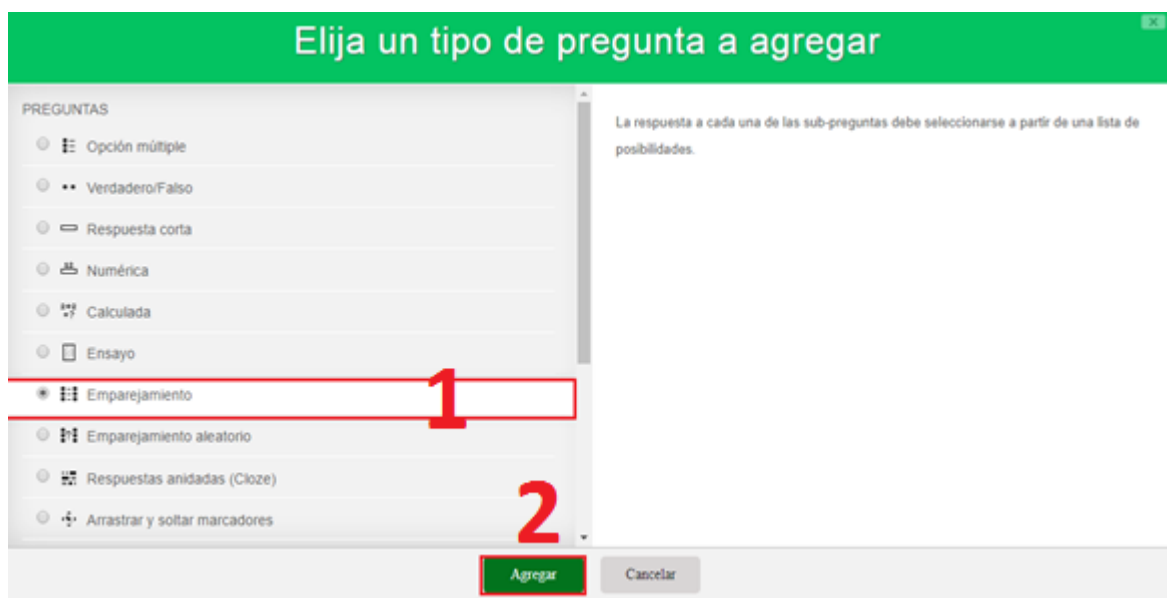 Elija un tipo de pregunta a agregar
PREGUNTAS
Opción múltiple
Verdadero/Falso
Respuesta corta
Numérica
Calculada
Ensayo
Emparejamiento
1
Emparejamiento aleatorio
Respuestas anidadas (Cloze)
Arrastrar y soltar marcadores
2
La respuesta a cada una de las sub-preguntas debe seleccionarse a partir de una lista de
posibilidades.
Agregar
Cancelar